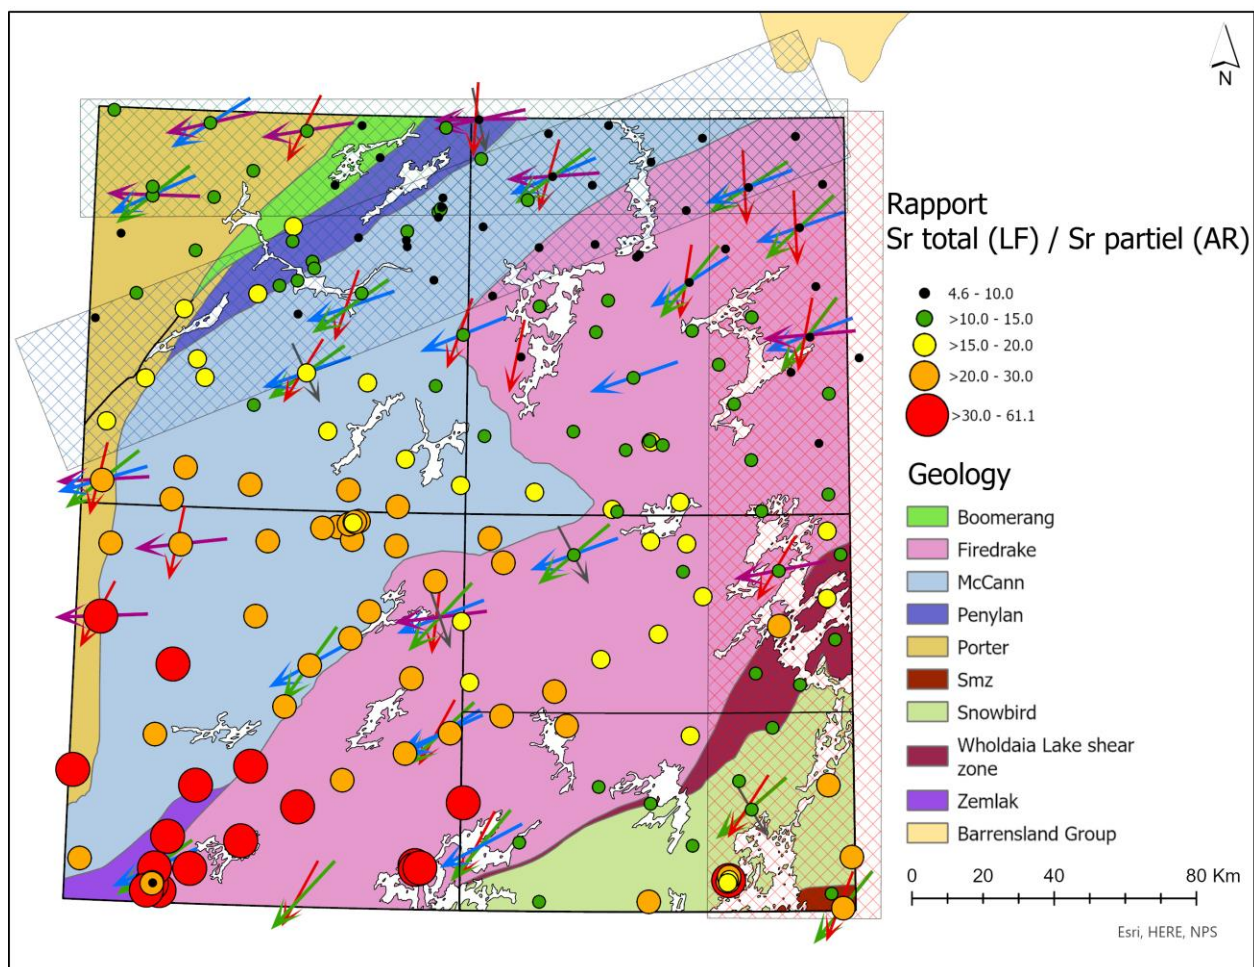 N
Rapport
Sr total (LF) / Sr partiel (AR)
4.6 - 10.0
>10.0 - 15.0
>15.0 - 20.0
>20.0 - 30.0
>30.0 - 61.1
Geology
Boomerang
Firedrake
McCann
Penylan
Porter
Smz
Snowbird
Wholdaia Lake shear
zone
Zemlak
Barrensland Group
0 20 40 80 Km
Esri, HERE, NPS